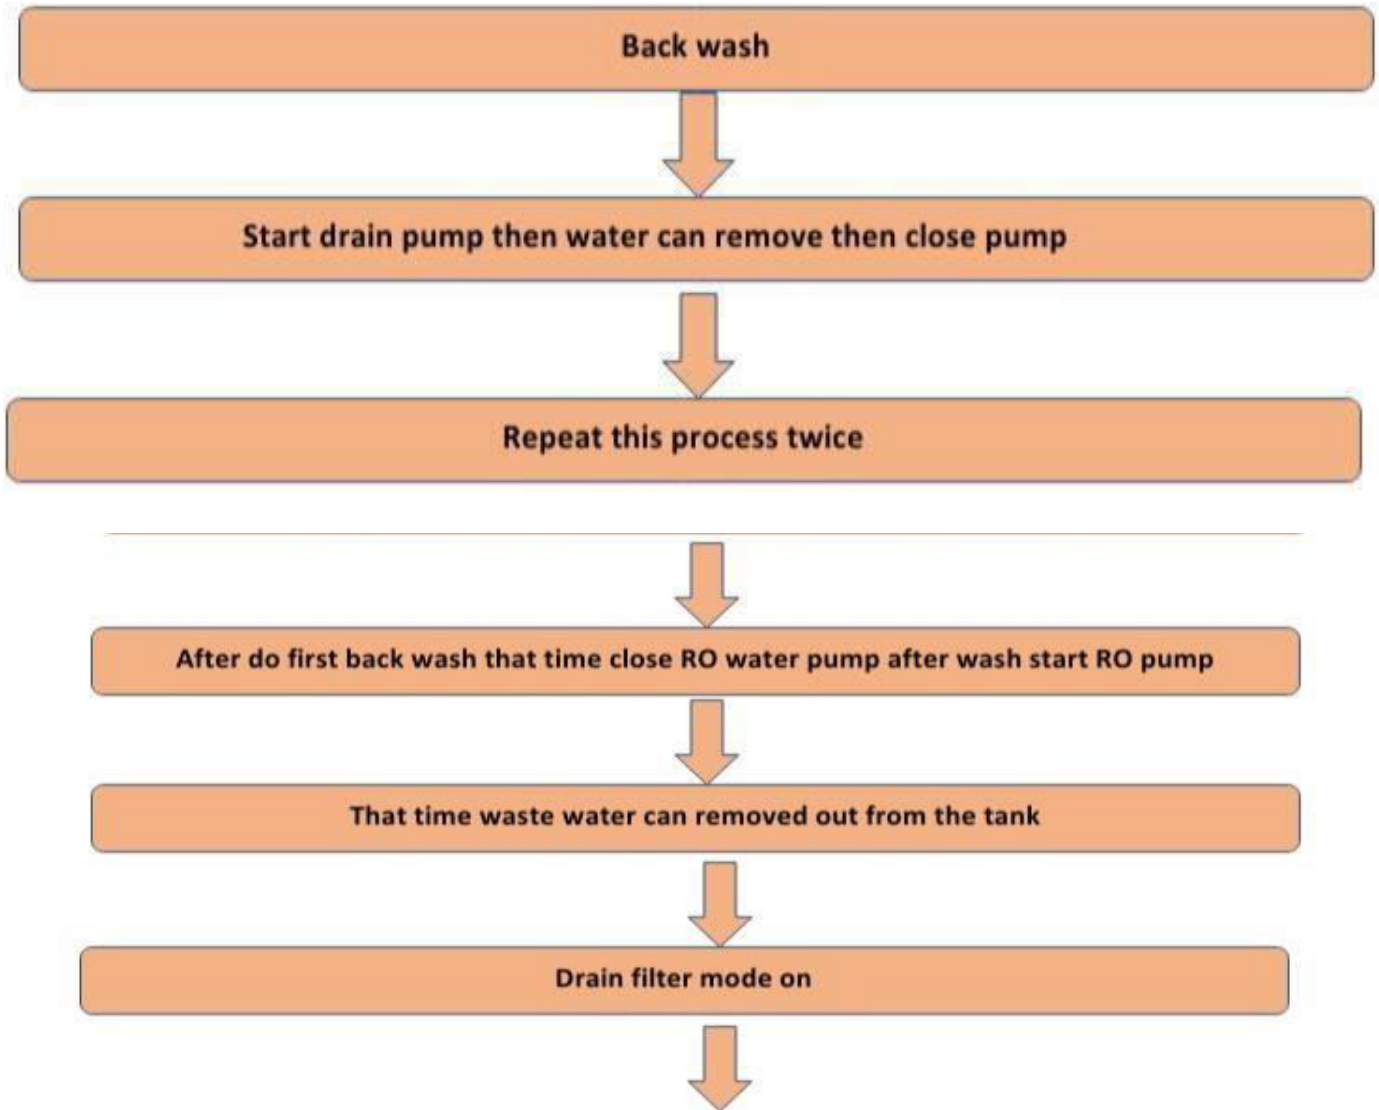 Back wash
Start drain pump then water can remove then close pump
Repeat this process twice
After do first back wash that time close RO water pump after wash start RO pump
That time waste water can removed out from the tank
Drain filter mode on